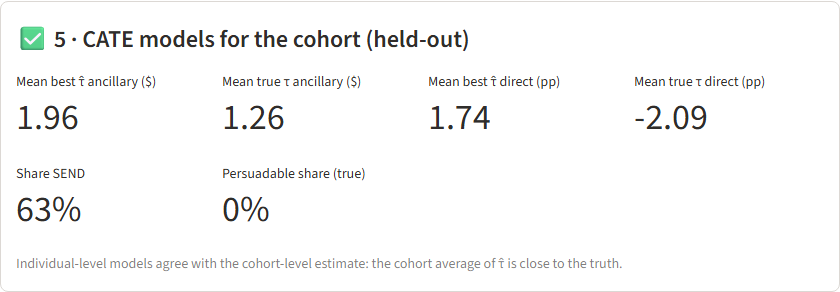 ✅ 5 · CATE models for the cohort (held-out)
Mean best τ̂ ancillary ($) Mean true τ ancillary ($) Mean best τ̂ direct (pp) Mean true τ direct (pp)
1.96 1.26 1.74 -2.09
Share SEND Persuadable share (true)
63% 0%
Individual-level models agree with the cohort-level estimate: the cohort average of τ̂ is close to the truth.